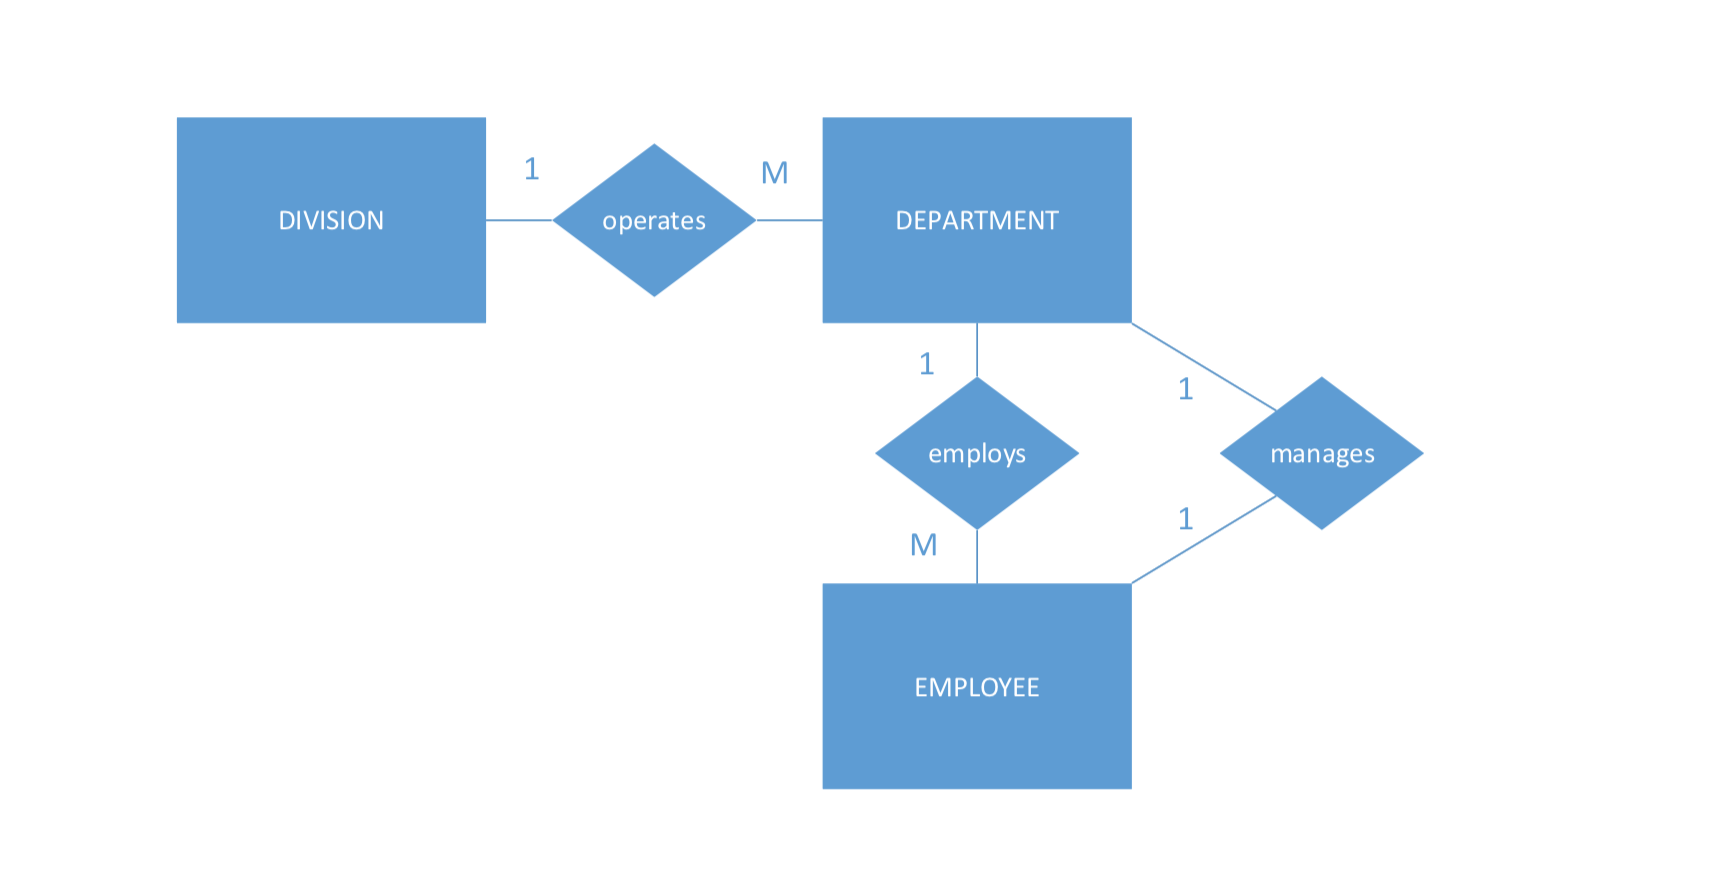 1
M
DIVISION
operates
DEPARTMENT
1
1
employs
manages
1
M
EMPLOYEE